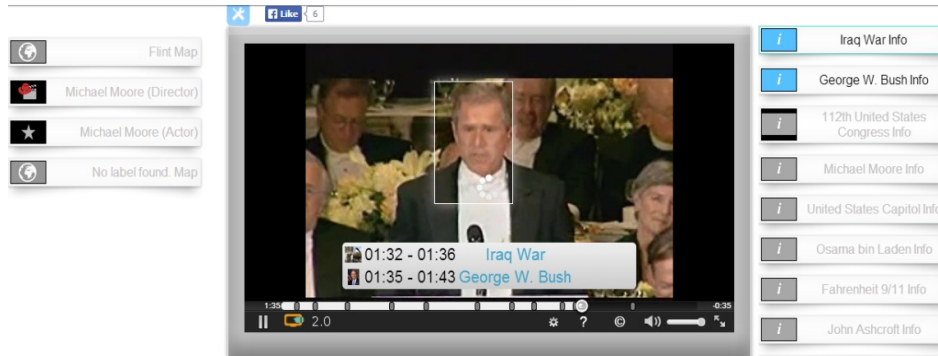 Like 6
Flint Map
Michael Moore (Director)
Michael Moore (Actor)
No label found. Map
01:32 - 01:36 Iraq War
01:35 - 01:43 George W. Bush
1:35
-0:35
2.0
?
©
i Iraq War Info
i George W. Bush Info
i 112th United States
Congress Info
i Michael Moore Info
i United States Capitol Info
i Osama bin Laden Info
i Fahrenheit 9/11 Info
i John Ashcroft Info